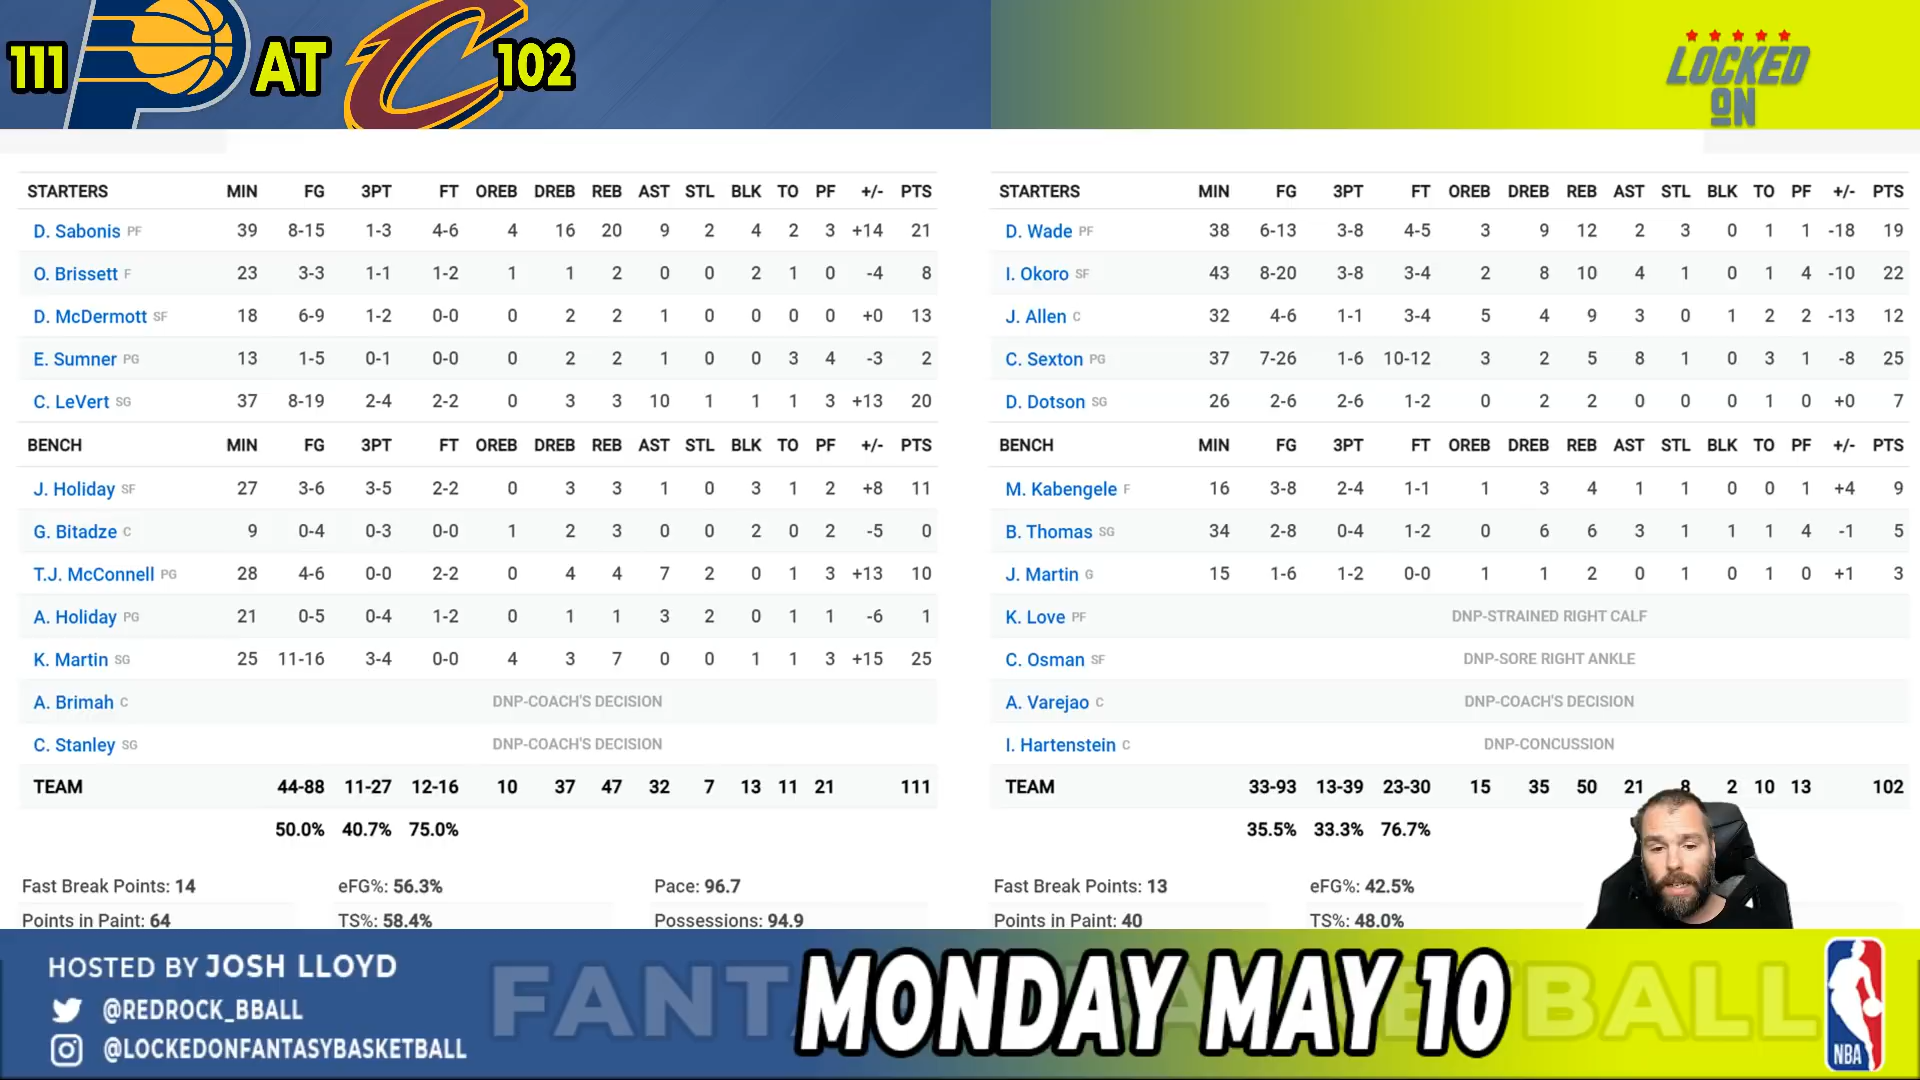 111 AT 102
LOCKED
ON
STARTERS MIN FG 3PT FT OREB DREB REB AST STL BLK TO PF +/- PTS
D. Sabonis PF 39 8-15 1-3 4-6 4 16 20 9 2 4 2 3 +14 21
O. Brissett F 23 3-3 1-1 1-2 1 1 2 0 0 2 1 0 -4 8
D. McDermott SF 18 6-9 1-2 0-0 0 2 2 1 0 0 0 0 +0 13
E. Sumner PG 13 1-5 0-1 0-0 0 2 2 1 0 0 3 4 -3 2
C. LeVert SG 37 8-19 2-4 2-2 0 3 3 10 1 1 1 3 +13 20
BENCH MIN FG 3PT FT OREB DREB REB AST STL BLK TO PF +/- PTS
J. Holiday SF 27 3-6 3-5 2-2 0 3 3 1 0 3 1 2 +8 11
G. Bitadze C 9 0-4 0-3 0-0 1 2 3 0 0 2 0 2 -5 0
T.J. McConnell PG 28 4-6 0-0 2-2 0 4 4 7 2 0 1 3 +13 10
A. Holiday PG 21 0-5 0-4 1-2 0 1 1 3 2 0 1 1 -6 1
K. Martin SG 25 11-16 3-4 0-0 4 3 7 0 0 1 1 3 +15 25
A. Brimah C DNP-COACH'S DECISION
C. Stanley SG DNP-COACH'S DECISION
TEAM 44-88 11-27 12-16 10 37 47 32 7 13 11 21 111
50.0% 40.7% 75.0%
Fast Break Points: 14 eFG%: 56.3% Pace: 96.7
Points in Paint: 64 TS%: 58.4% Possessions: 94.9
STARTERS MIN FG 3PT FT OREB DREB REB AST STL BLK TO PF +/- PTS
D. Wade PF 38 6-13 3-8 4-5 3 9 12 2 3 0 1 1 -18 19
I. Okoro SF 43 8-20 3-8 3-4 2 8 10 4 1 0 1 4 -10 22
J. Allen C 32 4-6 1-1 3-4 5 4 9 3 0 1 2 2 -13 12
C. Sexton PG 37 7-26 1-6 10-12 3 2 5 8 1 0 3 1 -8 25
D. Dotson SG 26 2-6 2-6 1-2 0 2 2 0 0 0 1 0 +0 7
BENCH MIN FG 3PT FT OREB DREB REB AST STL BLK TO PF +/- PTS
M. Kabengele F 16 3-8 2-4 1-1 1 3 4 1 1 0 0 1 +4 9
B. Thomas SG 34 2-8 0-4 1-2 0 6 6 3 1 1 1 4 -1 5
J. Martin G 15 1-6 1-2 0-0 1 1 2 0 1 0 1 0 +1 3
K. Love PF DNP-STRAINED RIGHT CALF
C. Osman SF DNP-SORE RIGHT ANKLE
A. Varejao C DNP-COACH'S DECISION
I. Hartenstein C DNP-CONCUSSION
TEAM 33-93 13-39 23-30 15 35 50 21 8 2 10 13 102
35.5% 33.3% 76.7%
Fast Break Points: 13 eFG%: 42.5%
Points in Paint: 40 TS%: 48.0%
HOSTED BY JOSH LLOYD
@REDROCK_BBALL
@LOCKEDONFANTASYBASKETBALL
MONDAY MAY 10
NBA